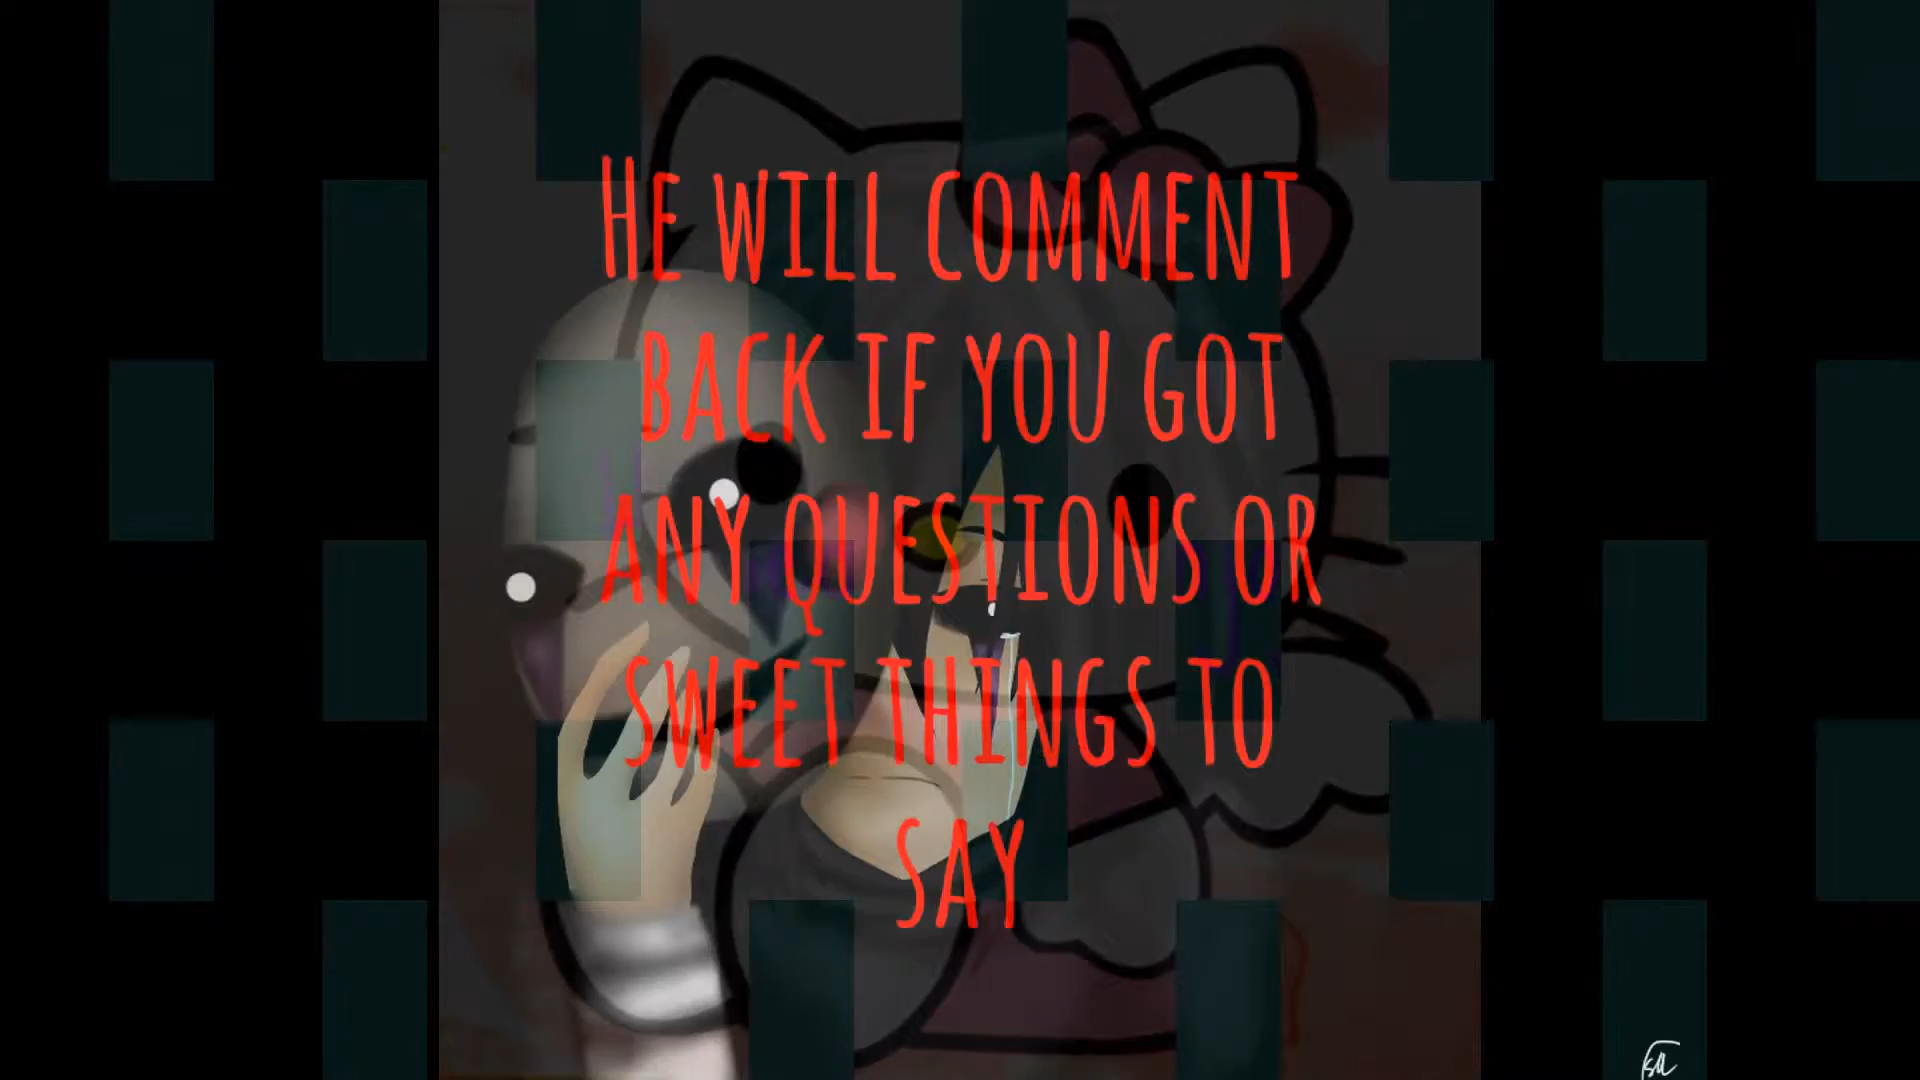 He will comment
back if you got
any questions or
sweet things to
say